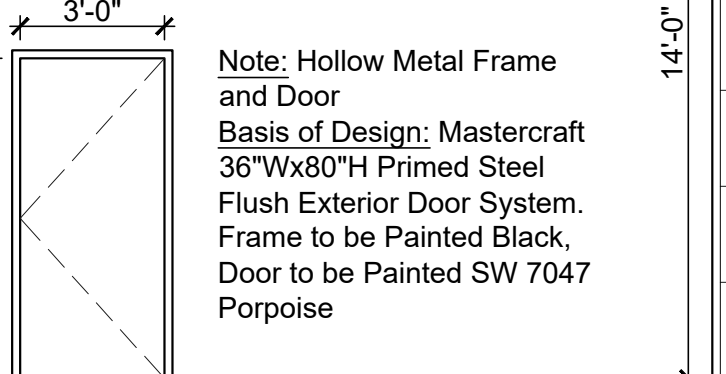 3'-0"
Note: Hollow Metal Frame
and Door
Basis of Design: Mastercraft
36"Wx80"H Primed Steel
Flush Exterior Door System.
Frame to be Painted Black,
Door to be Painted SW 7047
Porpoise
14'-0"